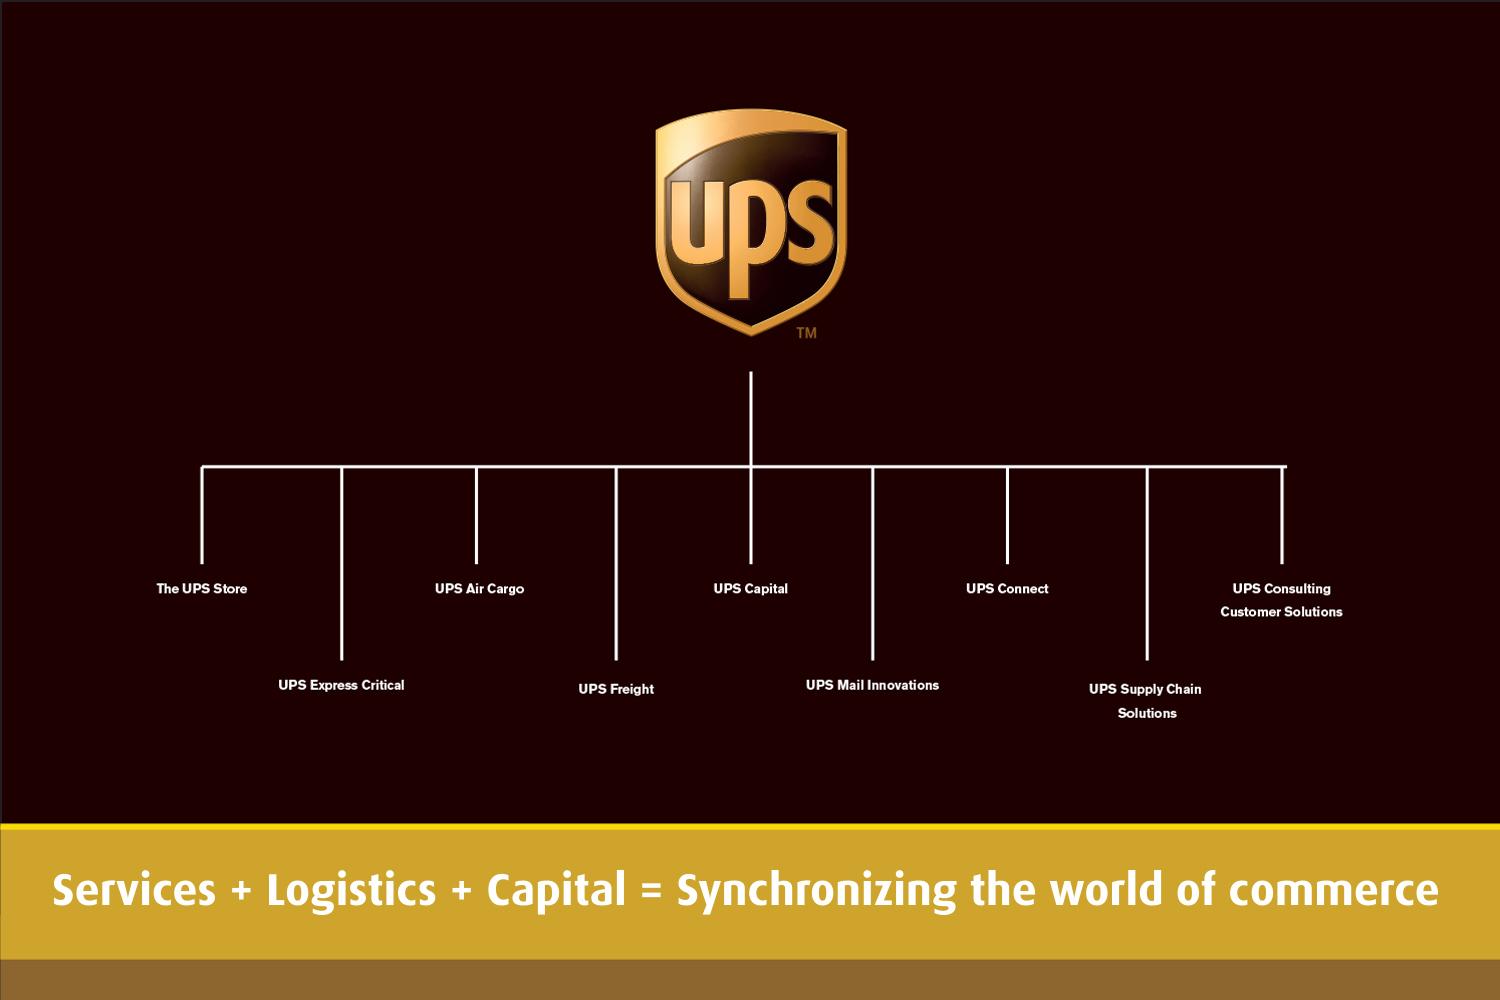 ups
TM
The UPS Store
UPS Air Cargo
UPS Capital
UPS Connect
UPS Consulting
Customer Solutions
UPS Express Critical
UPS Freight
UPS Mail Innovations
UPS Supply Chain
Solutions
Services + Logistics + Capital = Synchronizing the world of commerce